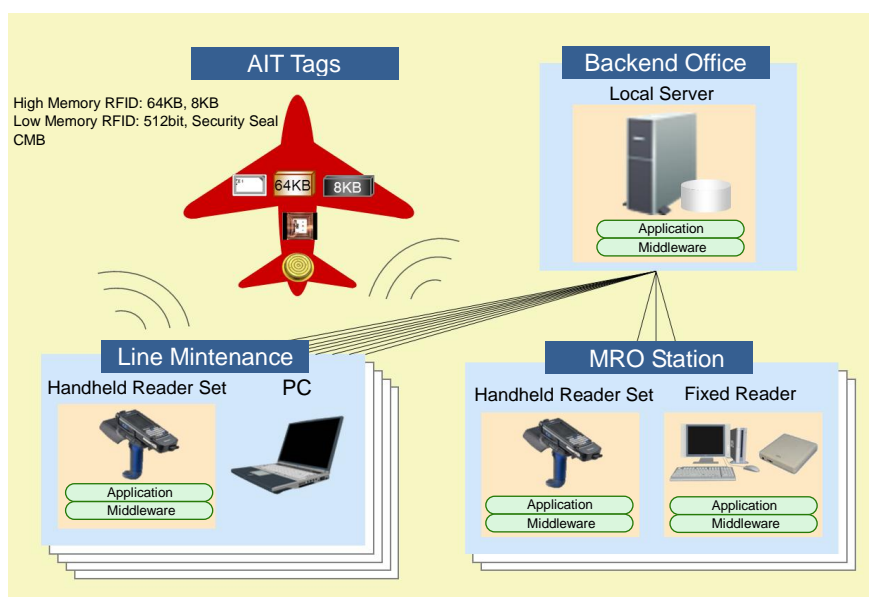 AIT Tags
High Memory RFID: 64KB, 8KB
Low Memory RFID: 512bit, Security Seal
CMB
64KB
8KB
Backend Office
Local Server
Application
Middleware
Line Mintenance
Handheld Reader Set
PC
Application
Middleware
MRO Station
Handheld Reader Set
Fixed Reader
Application
Middleware
Application
Middleware